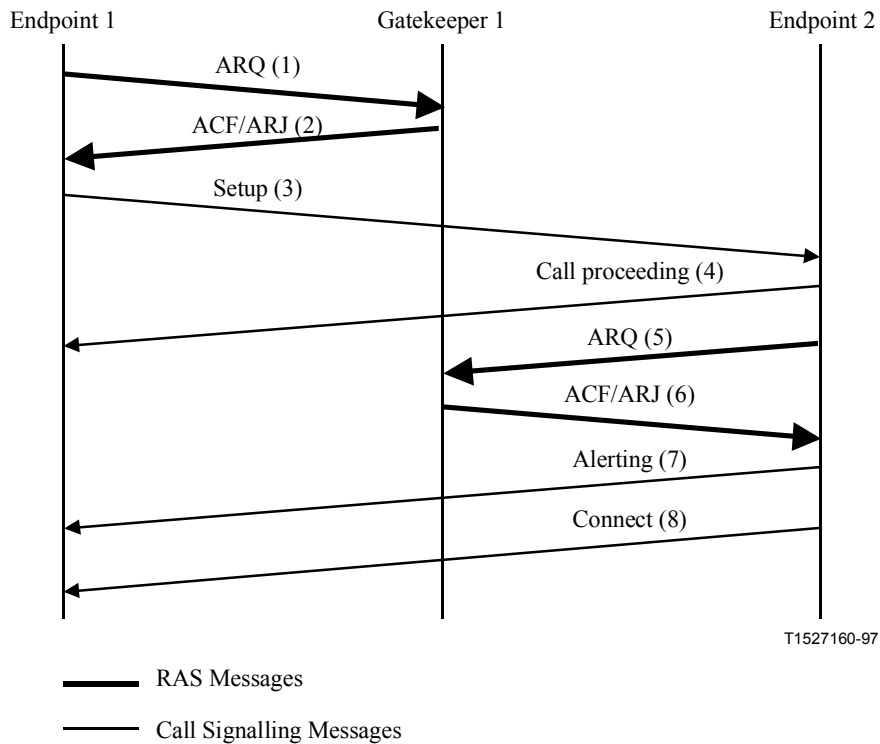 Endpoint 1 Gatekeeper 1 Endpoint 2
ARQ (1)
ACF/ARJ (2)
Setup (3)
Call proceeding (4)
ARQ (5)
ACF/ARJ (6)
Alerting (7)
Connect (8)
T1527160-97
RAS Messages
Call Signalling Messages